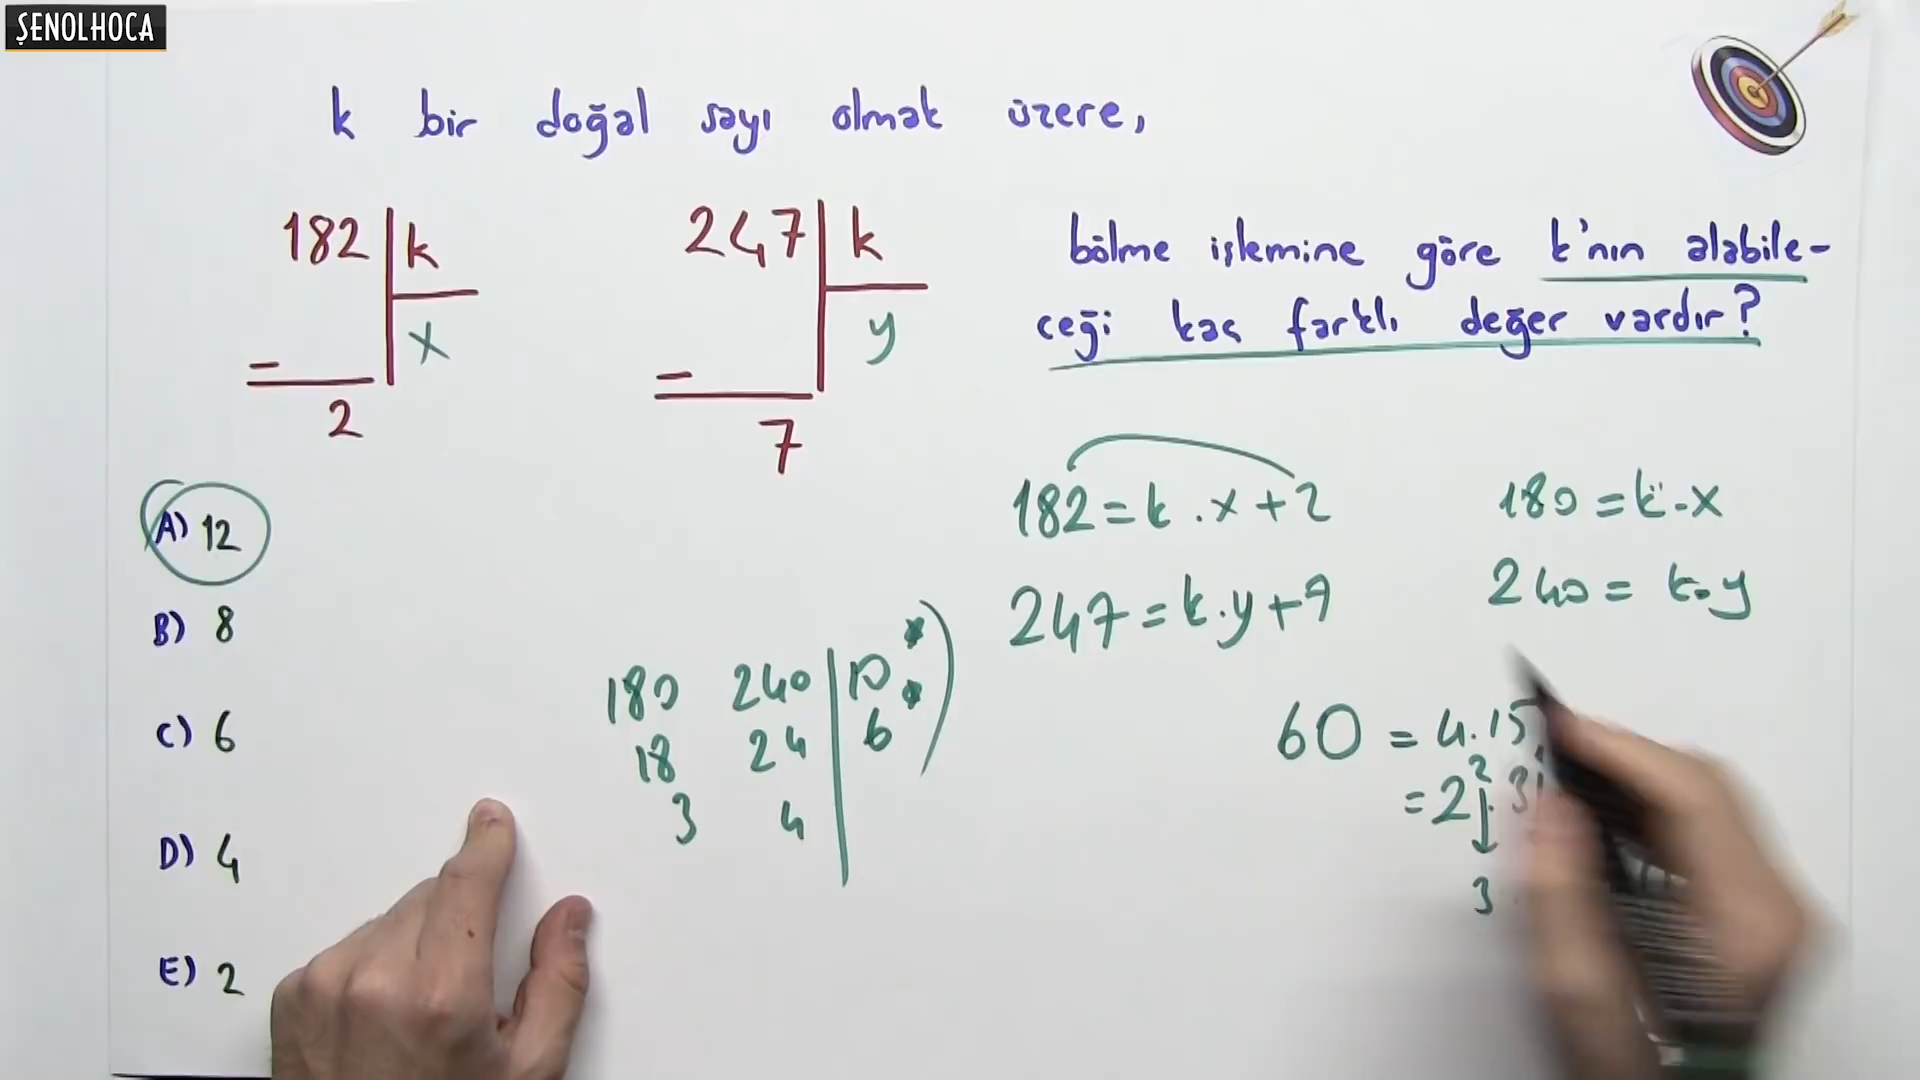 ŞENOLHOCA
k bir doğal sayı olmak üzere,
182 | k
x
2
247 | k
y
7
bölme işlemine göre k'nın alabile-
ceği kaç farklı değer vardır?
182 = k . x + 2
247 = k . y + 7
180 = k . x
240 = k . y
A) 12
B) 8
C) 6
D) 4
E) 2
180 240 | 10 *
18 24 | 6 *
3 4
60 = 4 . 15
= 2² . 3
3